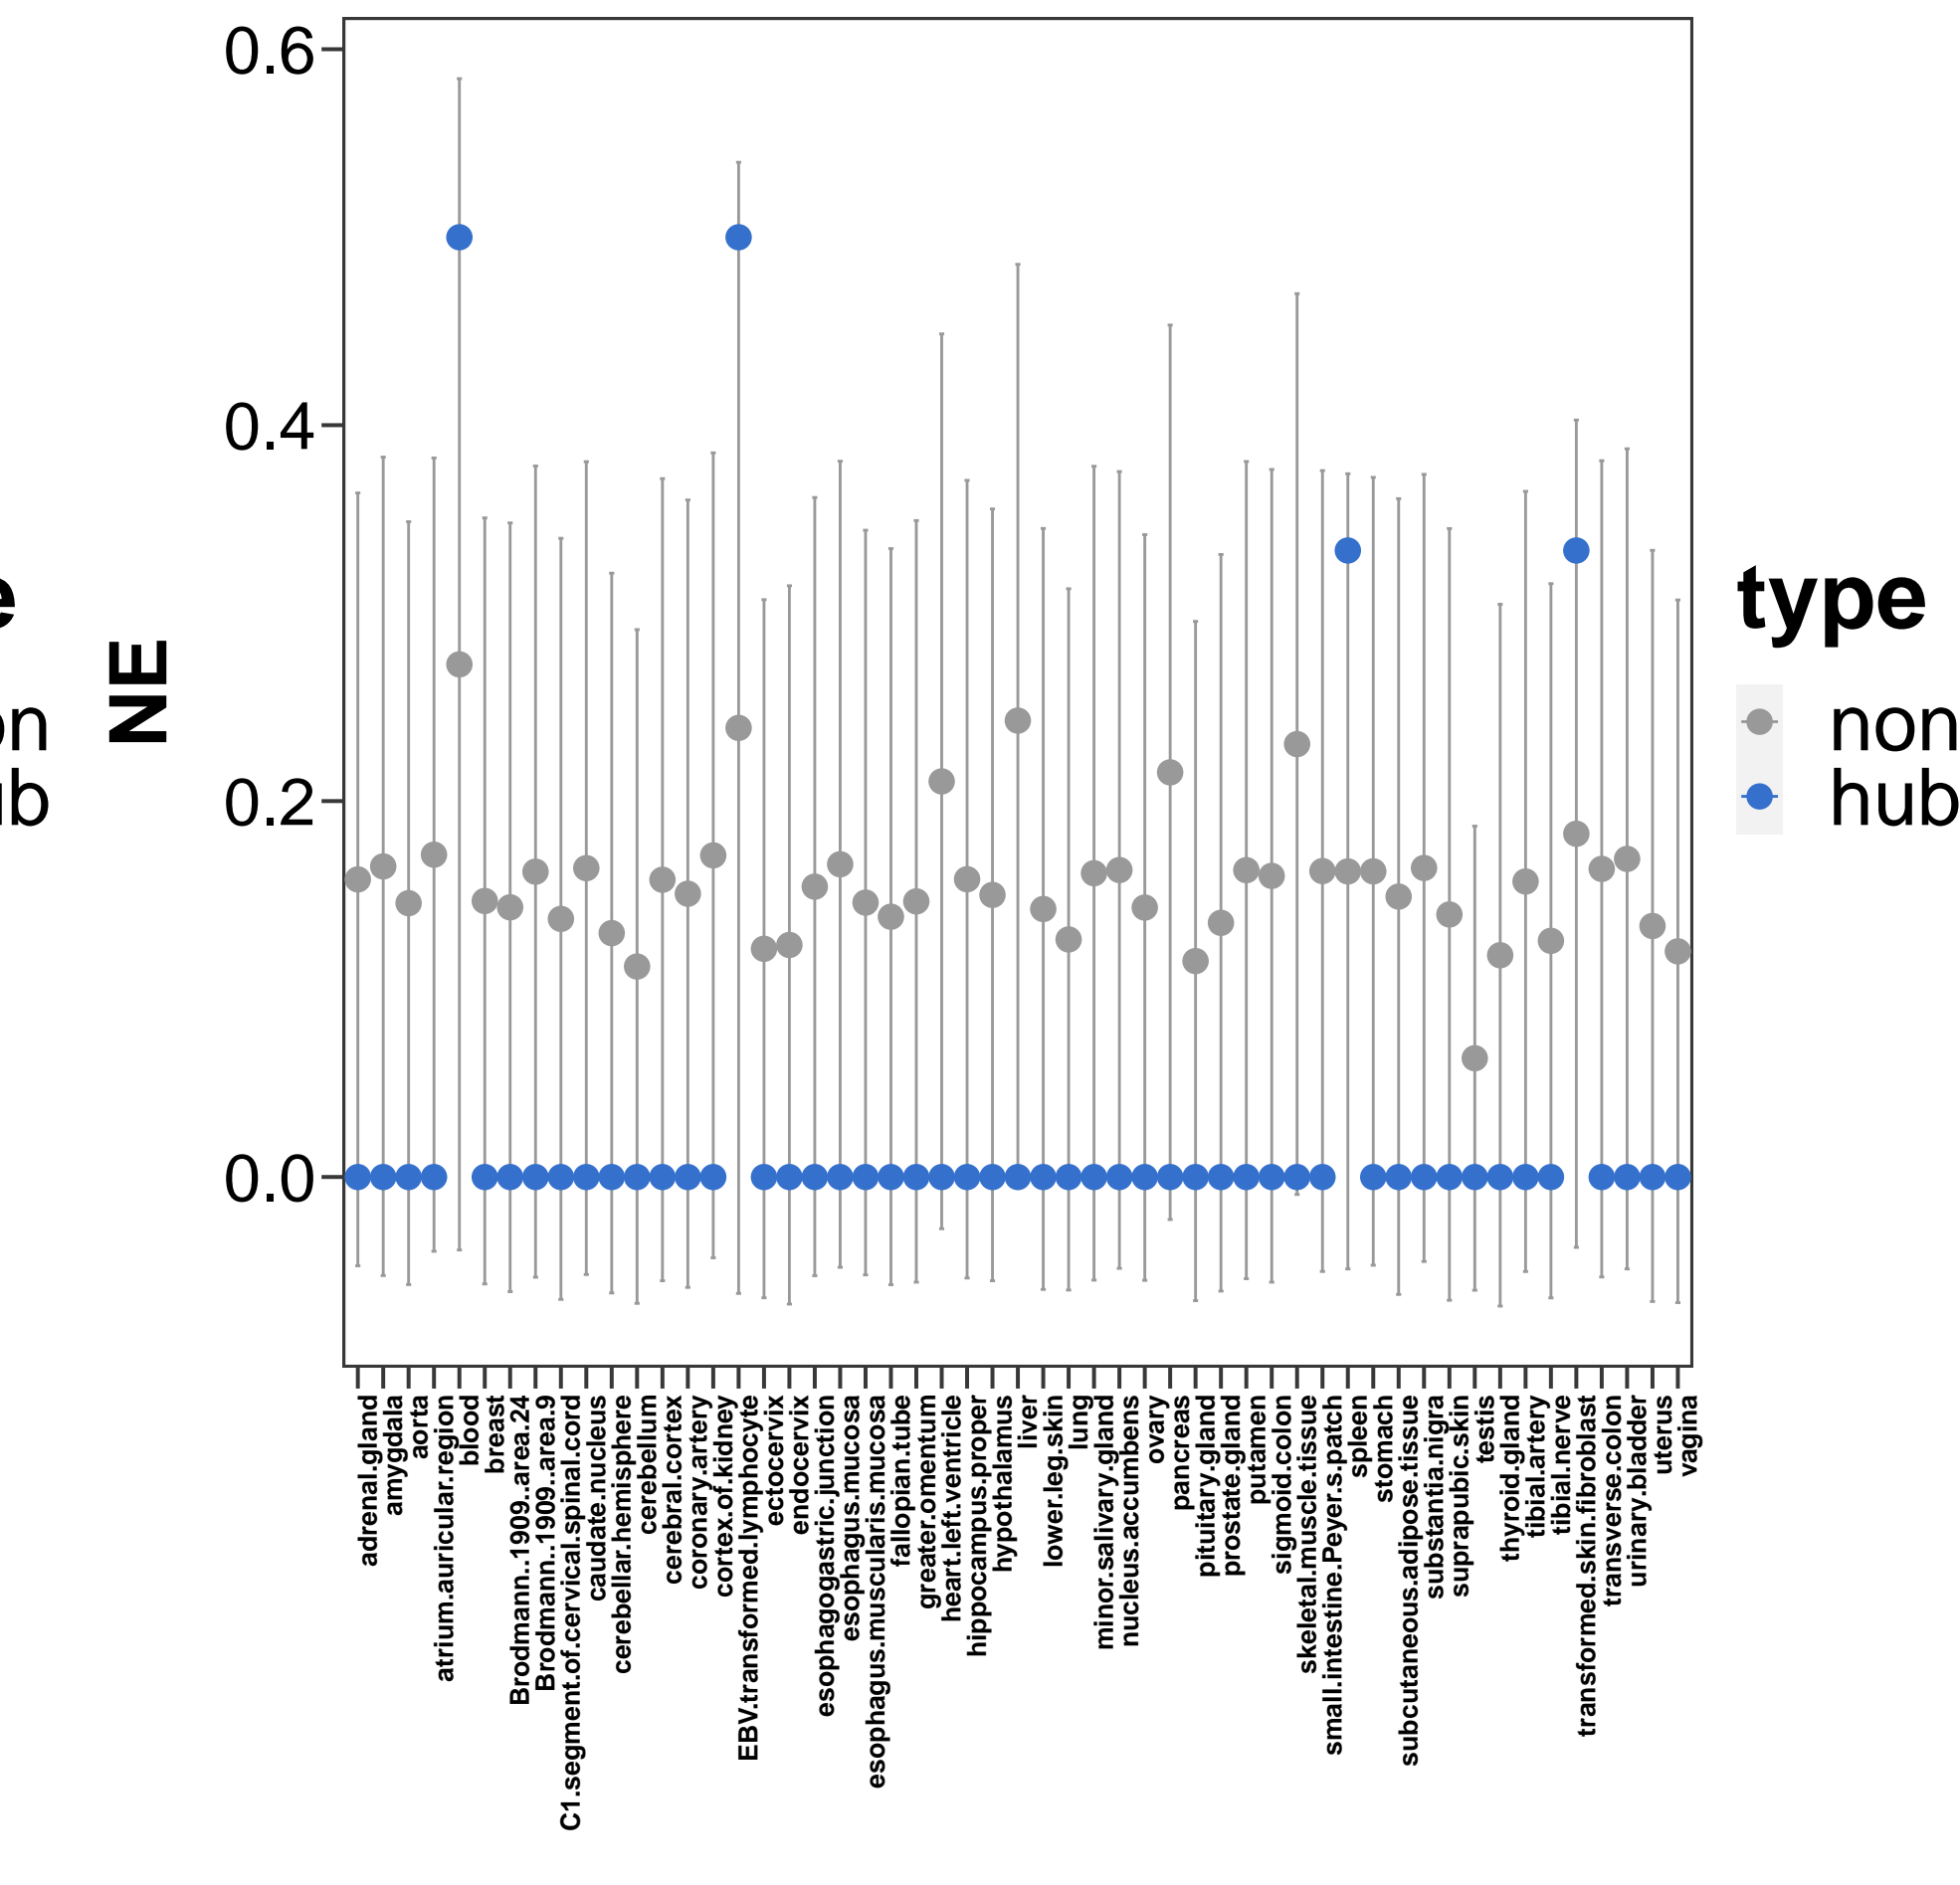 0.6
0.4
0.2
0.0
NE
e
on
ub
type
non
hub
adrenal.gland
amygdala
aorta
atrium.auricular.region
blood
breast
Brodmann..1909..area.24
Brodmann..1909..area.9
C1.segment.of.cervical.spinal.cord
caudate.nucleus
cerebellar.hemisphere
cerebellum
cerebral.cortex
coronary.artery
cortex.of.kidney
EBV.transformed.lymphocyte
ectocervix
endocervix
esophagogastric.junction
esophagus.mucosa
esophagus.muscularis.mucosa
fallopian.tube
greater.omentum
heart.left.ventricle
hippocampus.proper
hypothalamus
liver
lower.leg.skin
lung
minor.salivary.gland
nucleus.accumbens
ovary
pancreas
pituitary.gland
prostate.gland
putamen
sigmoid.colon
skeletal.muscle.tissue
small.intestine.Peyer.s.patch
spleen
stomach
subcutaneous.adipose.tissue
substantia.nigra
suprapubic.skin
testis
thyroid.gland
tibial.artery
tibial.nerve
transformed.skin.fibroblast
transverse.colon
urinary.bladder
uterus
vagina